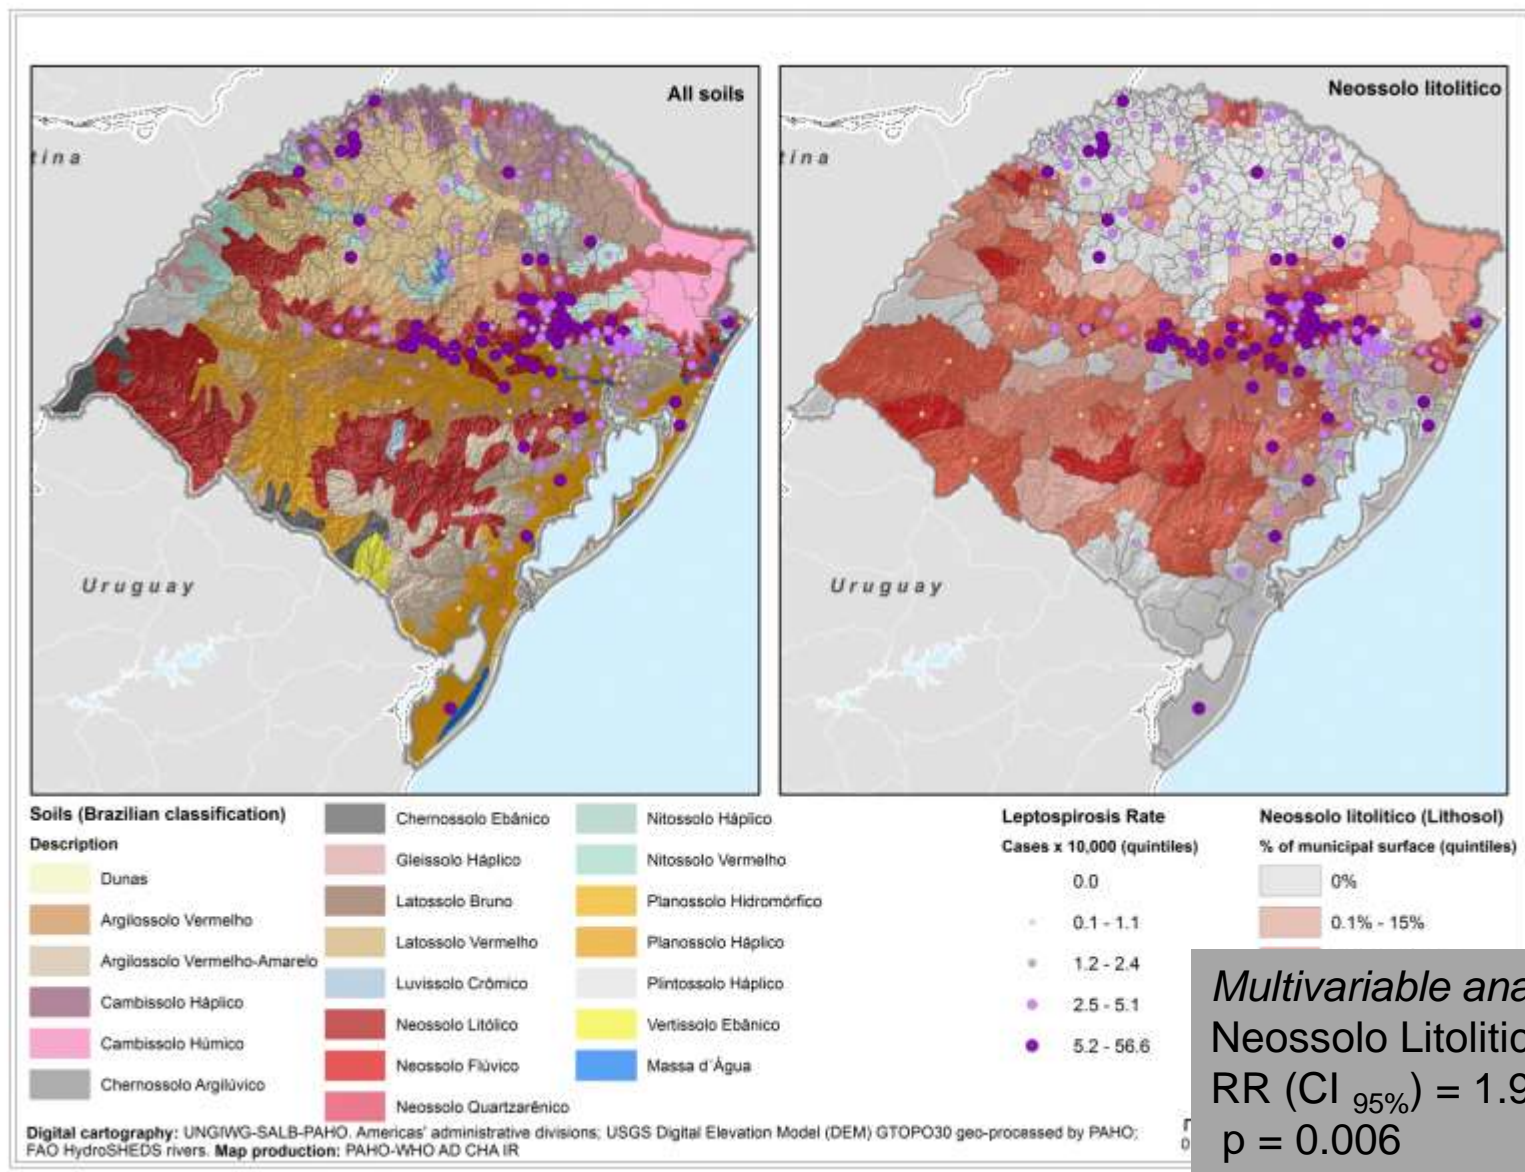 All soils
tina
Uruguay
Neossolo litolitico
tina
Uruguay
Soils (Brazilian classification)
Description
Dunas
Argilossolo Vermelho
Argilossolo Vermelho-Amarelo
Cambissolo Háplico
Cambissolo Húmico
Chernossolo Argilúvico
Chernossolo Ebânico
Gleissolo Háplico
Latossolo Bruno
Latossolo Vermelho
Luvissolo Crômico
Neossolo Litólico
Neossolo Flúvico
Neossolo Quartzarênico
Nitossolo Háplico
Nitossolo Vermelho
Planossolo Hidromórfico
Planossolo Háplico
Plintossolo Háplico
Vertissolo Ebânico
Massa d´Água
Leptospirosis Rate
Cases x 10,000 (quintiles)
0.0
0.1 - 1.1
1.2 - 2.4
2.5 - 5.1
5.2 - 56.6
Neossolo litolitico (Lithosol)
% of municipal surface (quintiles)
0%
0.1% - 15%
Multivariable ana
Neossolo Litolitic
RR (CI 95%) = 1.9
p = 0.006
Digital cartography: UNGIWG-SALB-PAHO. Americas' administrative divisions; USGS Digital Elevation Model (DEM) GTOPO30 geo-processed by PAHO;
FAO HydroSHEDS rivers. Map production: PAHO-WHO AD CHA IR